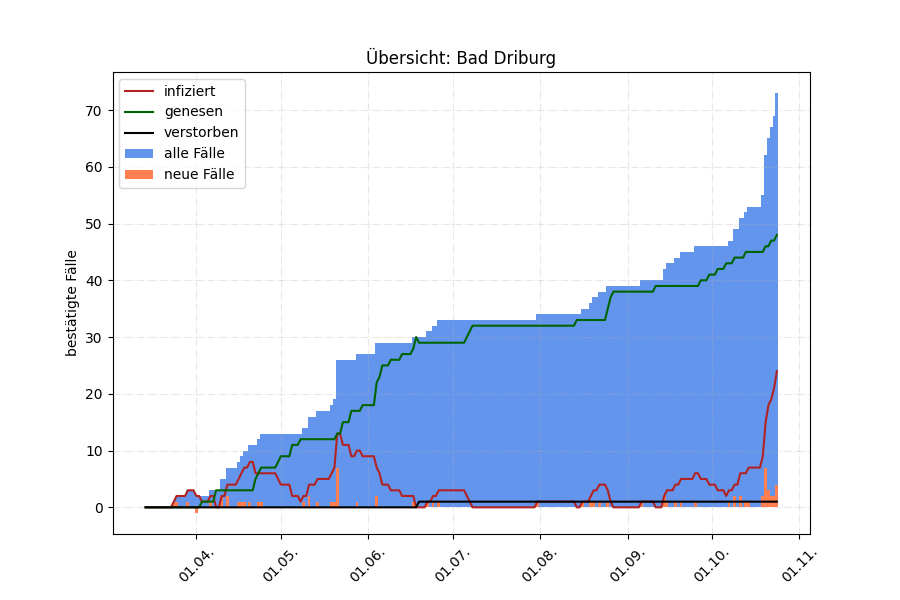 Übersicht: Bad Driburg
infiziert
genesen
verstorben
alle Fälle
neue Fälle
bestätigte Fälle
70
60
50
40
30
20
10
0
01.04.
01.05.
01.06.
01.07.
01.08.
01.09.
01.10.
01.11.